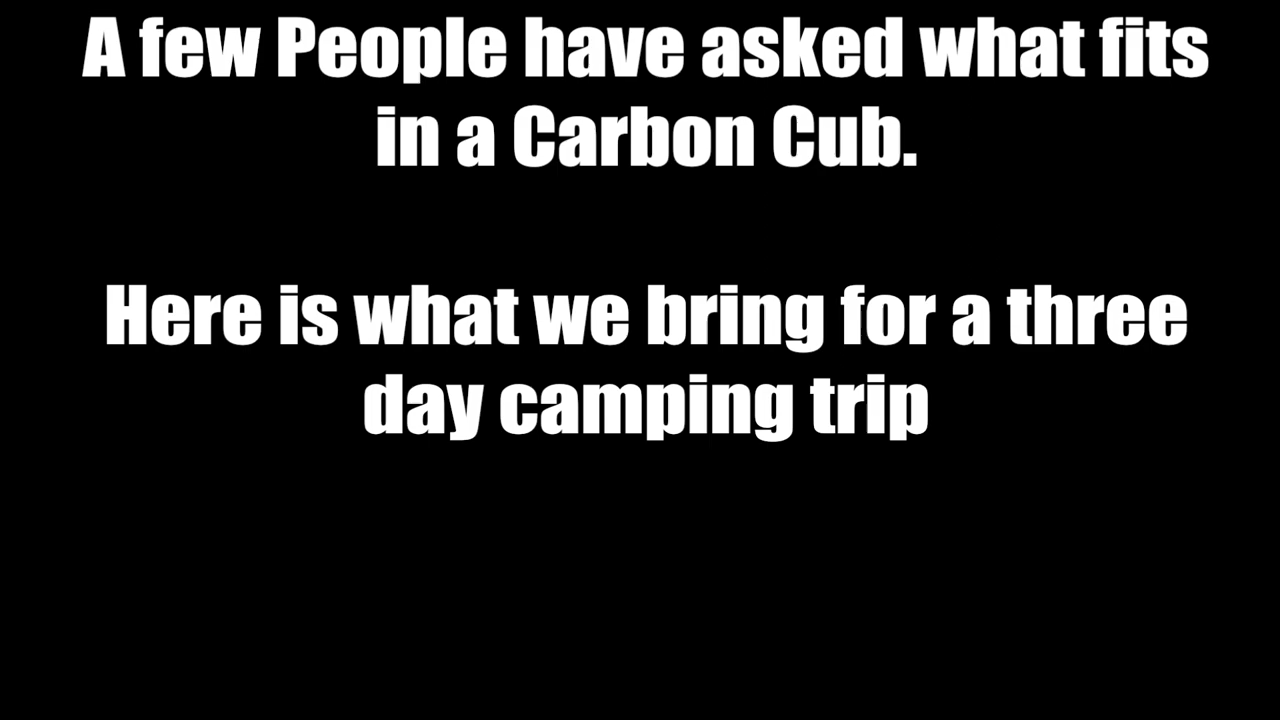 A few People have asked what fits
in a Carbon Cub.
Here is what we bring for a three
day camping trip